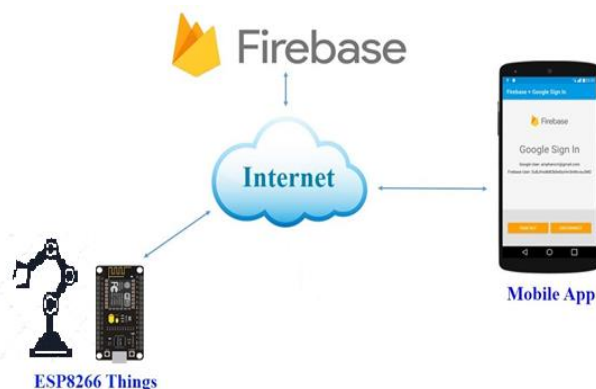 Firebase
Internet
Firebase + Google Sign In
Firebase
Google Sign In
Mobile App
ESP8266 Things